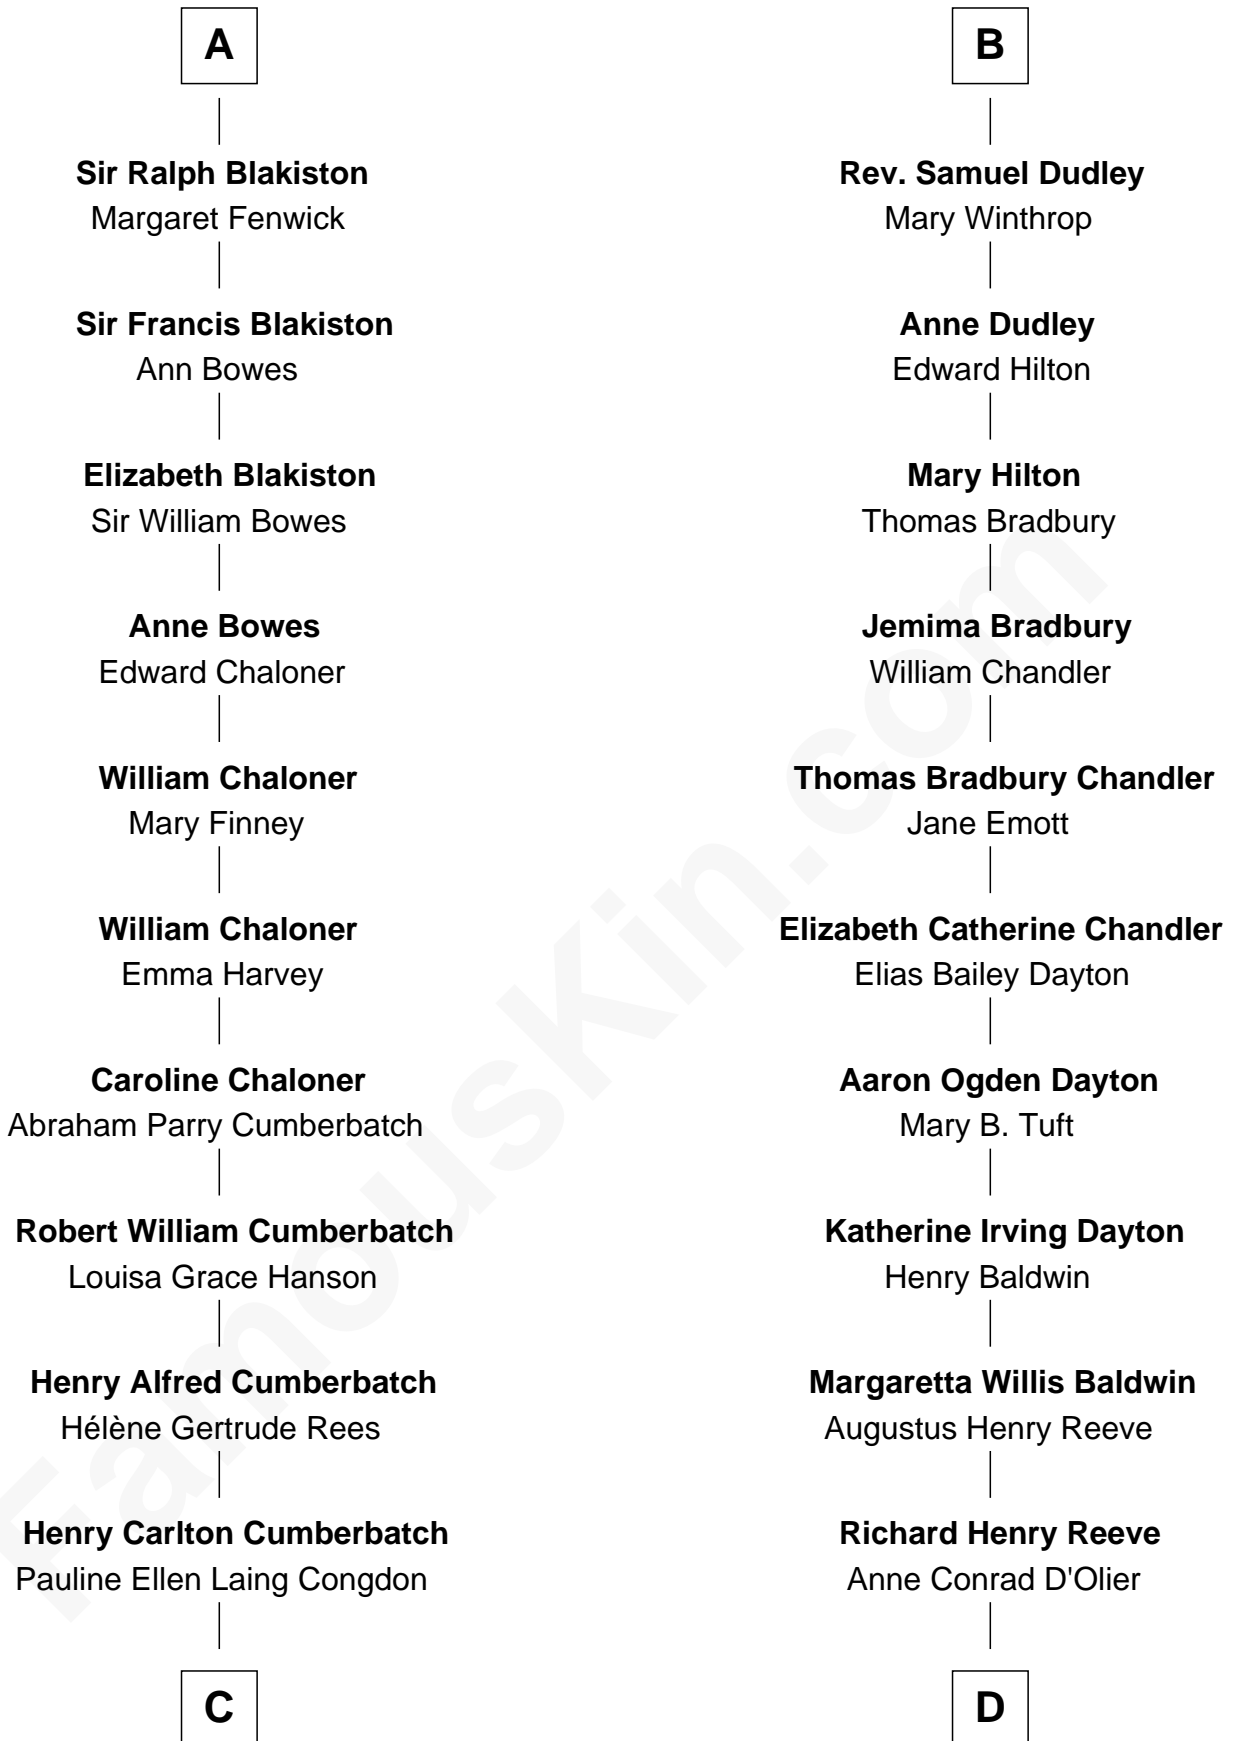 A
Sir Ralph Blakiston
Margaret Fenwick
Sir Francis Blakiston
Ann Bowes
Elizabeth Blakiston
Sir William Bowes
Anne Bowes
Edward Chaloner
William Chaloner
Mary Finney
William Chaloner
Emma Harvey
Caroline Chaloner
Abraham Parry Cumberbatch
Robert William Cumberbatch
Louisa Grace Hanson
Henry Alfred Cumberbatch
Hélène Gertrude Rees
Henry Carlton Cumberbatch
Pauline Ellen Laing Congdon
C
B
Rev. Samuel Dudley
Mary Winthrop
Anne Dudley
Edward Hilton
Mary Hilton
Thomas Bradbury
Jemima Bradbury
William Chandler
Thomas Bradbury Chandler
Jane Emott
Elizabeth Catherine Chandler
Elias Bailey Dayton
Aaron Ogden Dayton
Mary B. Tuft
Katherine Irving Dayton
Henry Baldwin
Margaretta Willis Baldwin
Augustus Henry Reeve
Richard Henry Reeve
Anne Conrad D'Olier
D
FamousKin.com